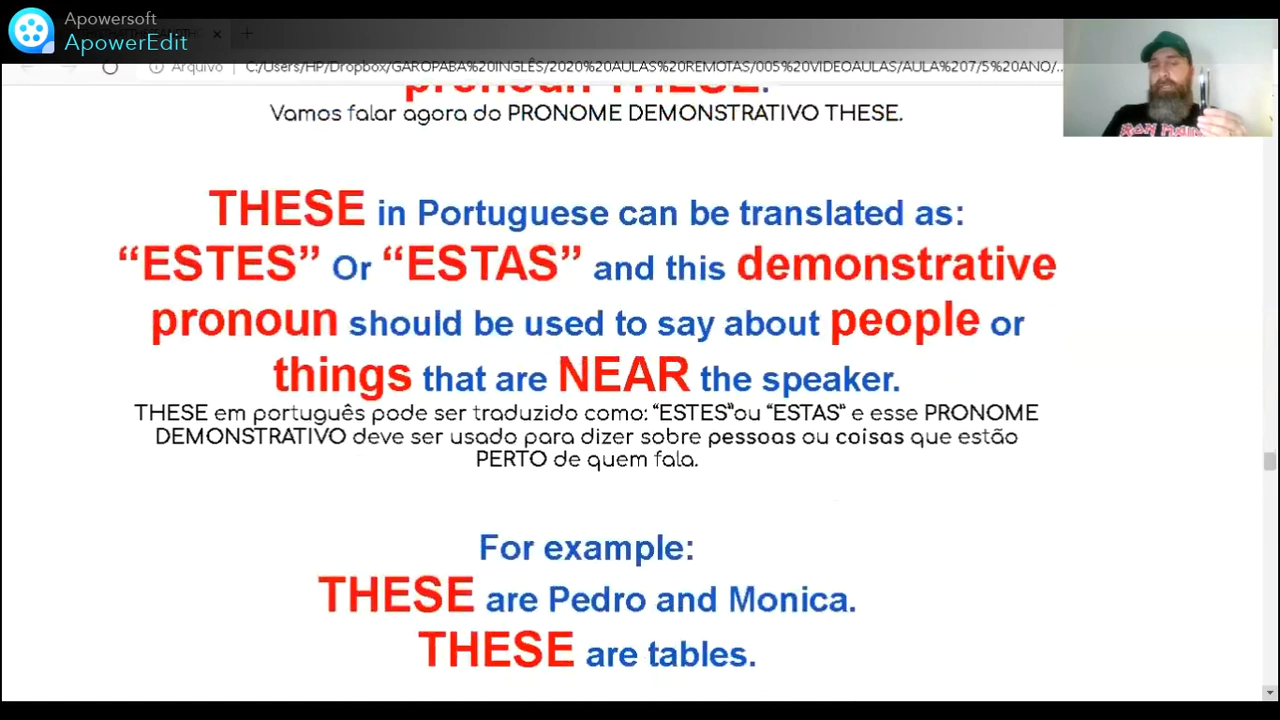 Apowersoft
ApowerEdit
Arquivo
C:/Users/HP/Dropbox/GAROPABA%20INGLÊS/2020%20AULAS%20REMOTAS/005%20VIDEOAULAS/AULA%207/5%20ANO/...
pronoun THESE.
Vamos falar agora do PRONOME DEMONSTRATIVO THESE.
THESE in Portuguese can be translated as:
“ESTES” Or “ESTAS” and this demonstrative
pronoun should be used to say about people or
things that are NEAR the speaker.
THESE em português pode ser traduzido como: “ESTES”ou “ESTAS” e esse PRONOME
DEMONSTRATIVO deve ser usado para dizer sobre pessoas ou coisas que estão
PERTO de quem fala.
For example:
THESE are Pedro and Monica.
THESE are tables.